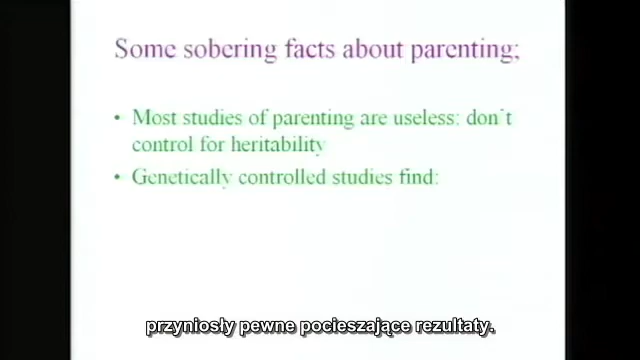 Some sobering facts about parenting;
• Most studies of parenting are useless: don't
control for heritability
• Genetically controlled studies find:
przyniosły pewne pocieszające rezultaty.